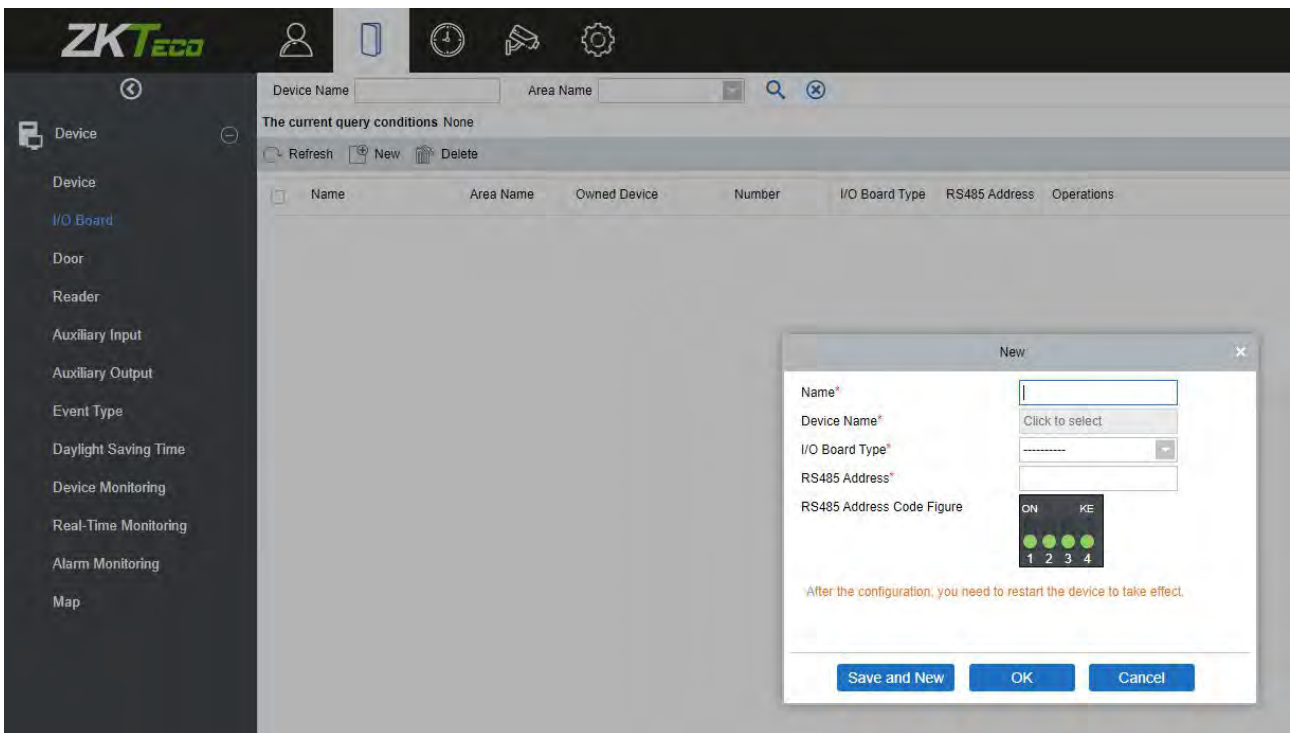 ZKTECO
Device Name
Area Name
The current query conditions None
Refresh New Delete
Name Area Name Owned Device Number I/O Board Type RS485 Address Operations
Device
Device
I/O Board
Door
Reader
Auxiliary Input
Auxiliary Output
Event Type
Daylight Saving Time
Device Monitoring
Real-Time Monitoring
Alarm Monitoring
Map
New
Name*
Device Name* Click to select
I/O Board Type* ----------
RS485 Address*
RS485 Address Code Figure
ON KE
1 2 3 4
After the configuration, you need to restart the device to take effect.
Save and New OK Cancel